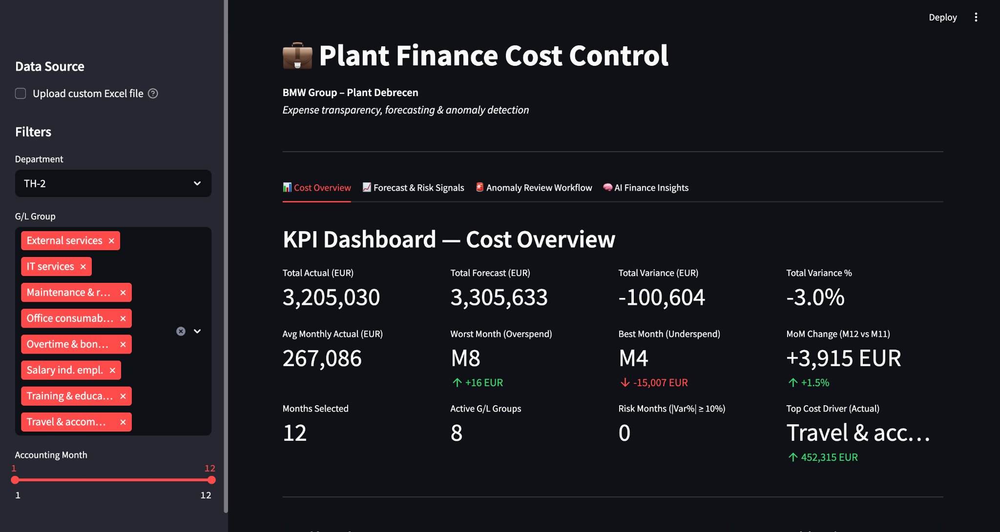 Deploy
Data Source
Upload custom Excel file
Filters
Department
TH-2
G/L Group
External services
IT services
Maintenance & r...
Office consumab...
Overtime & bon...
Salary ind. empl.
Training & educa...
Travel & accom...
Accounting Month
1 12
1 12
Plant Finance Cost Control
BMW Group – Plant Debrecen
Expense transparency, forecasting & anomaly detection
Cost Overview Forecast & Risk Signals Anomaly Review Workflow AI Finance Insights
KPI Dashboard — Cost Overview
Total Actual (EUR) Total Forecast (EUR) Total Variance (EUR) Total Variance %
3,205,030 3,305,633 -100,604 -3.0%
Avg Monthly Actual (EUR) Worst Month (Overspend) Best Month (Underspend) MoM Change (M12 vs M11)
267,086 M8 M4 +3,915 EUR
+16 EUR -15,007 EUR +1.5%
Months Selected Active G/L Groups Risk Months (|Var%| ≥ 10%) Top Cost Driver (Actual)
12 8 0 Travel & acc...
452,315 EUR